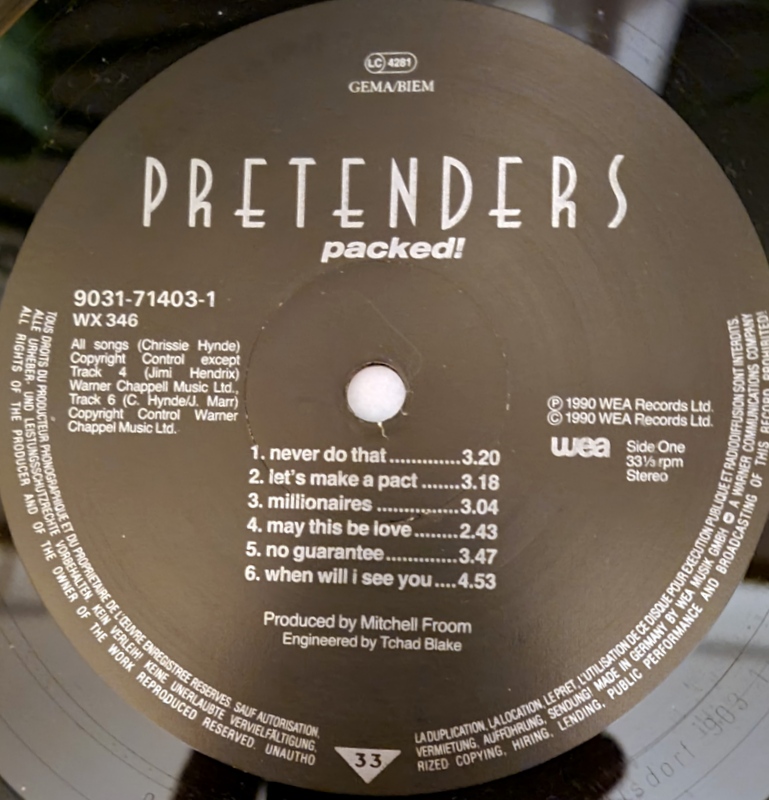 LC 4281
GEMA/BIEM
PRETENDERS
packed!
9031-71403-1
WX 346
All songs (Chrissie Hynde)
Copyright Control except
Track 4 (Jimi Hendrix)
Warner Chappell Music Ltd.,
Track 6 (C. Hynde/J. Marr)
Copyright Control Warner
Chappel Music Ltd.
℗ 1990 WEA Records Ltd.
© 1990 WEA Records Ltd.
wea
Side One
33⅓ rpm
Stereo
1. never do that.............3.20
2. let's make a pact .......3.18
3. millionaires ...............3.04
4. may this be love.........2.43
5. no guarantee.............3.47
6. when will i see you....4.53
Produced by Mitchell Froom
Engineered by Tchad Blake
TOUS DROITS DU PRODUCTEUR PHONOGRAPHIQUE ET DU PROPRIETAIRE DE L'ŒUVRE ENREGISTREE RESERVES. SAUF AUTORISATION,
LA DUPLICATION, LA LOCATION, LE PRET, L'UTILISATION DE CE DISQUE POUR EXECUTION PUBLIQUE ET RADIODIFFUSION SONT INTERDITS.
ALLE URHEBER- UND LEISTUNGSSCHUTZRECHTE VORBEHALTEN. KEIN VERLEIH! KEINE UNERLAUBTE VERVIELFÄLTIGUNG,
VERMIETUNG, AUFFÜHRUNG, SENDUNG! MADE IN GERMANY BY WEA MUSIK GMBH A WARNER COMMUNICATIONS COMPANY
ALL RIGHTS OF THE PRODUCER AND OF THE OWNER OF THE WORK REPRODUCED RESERVED. UNAUTHO
RIZED COPYING, HIRING, LENDING, PUBLIC PERFORMANCE AND BROADCASTING OF THIS RECORD PROHIBITED!
33